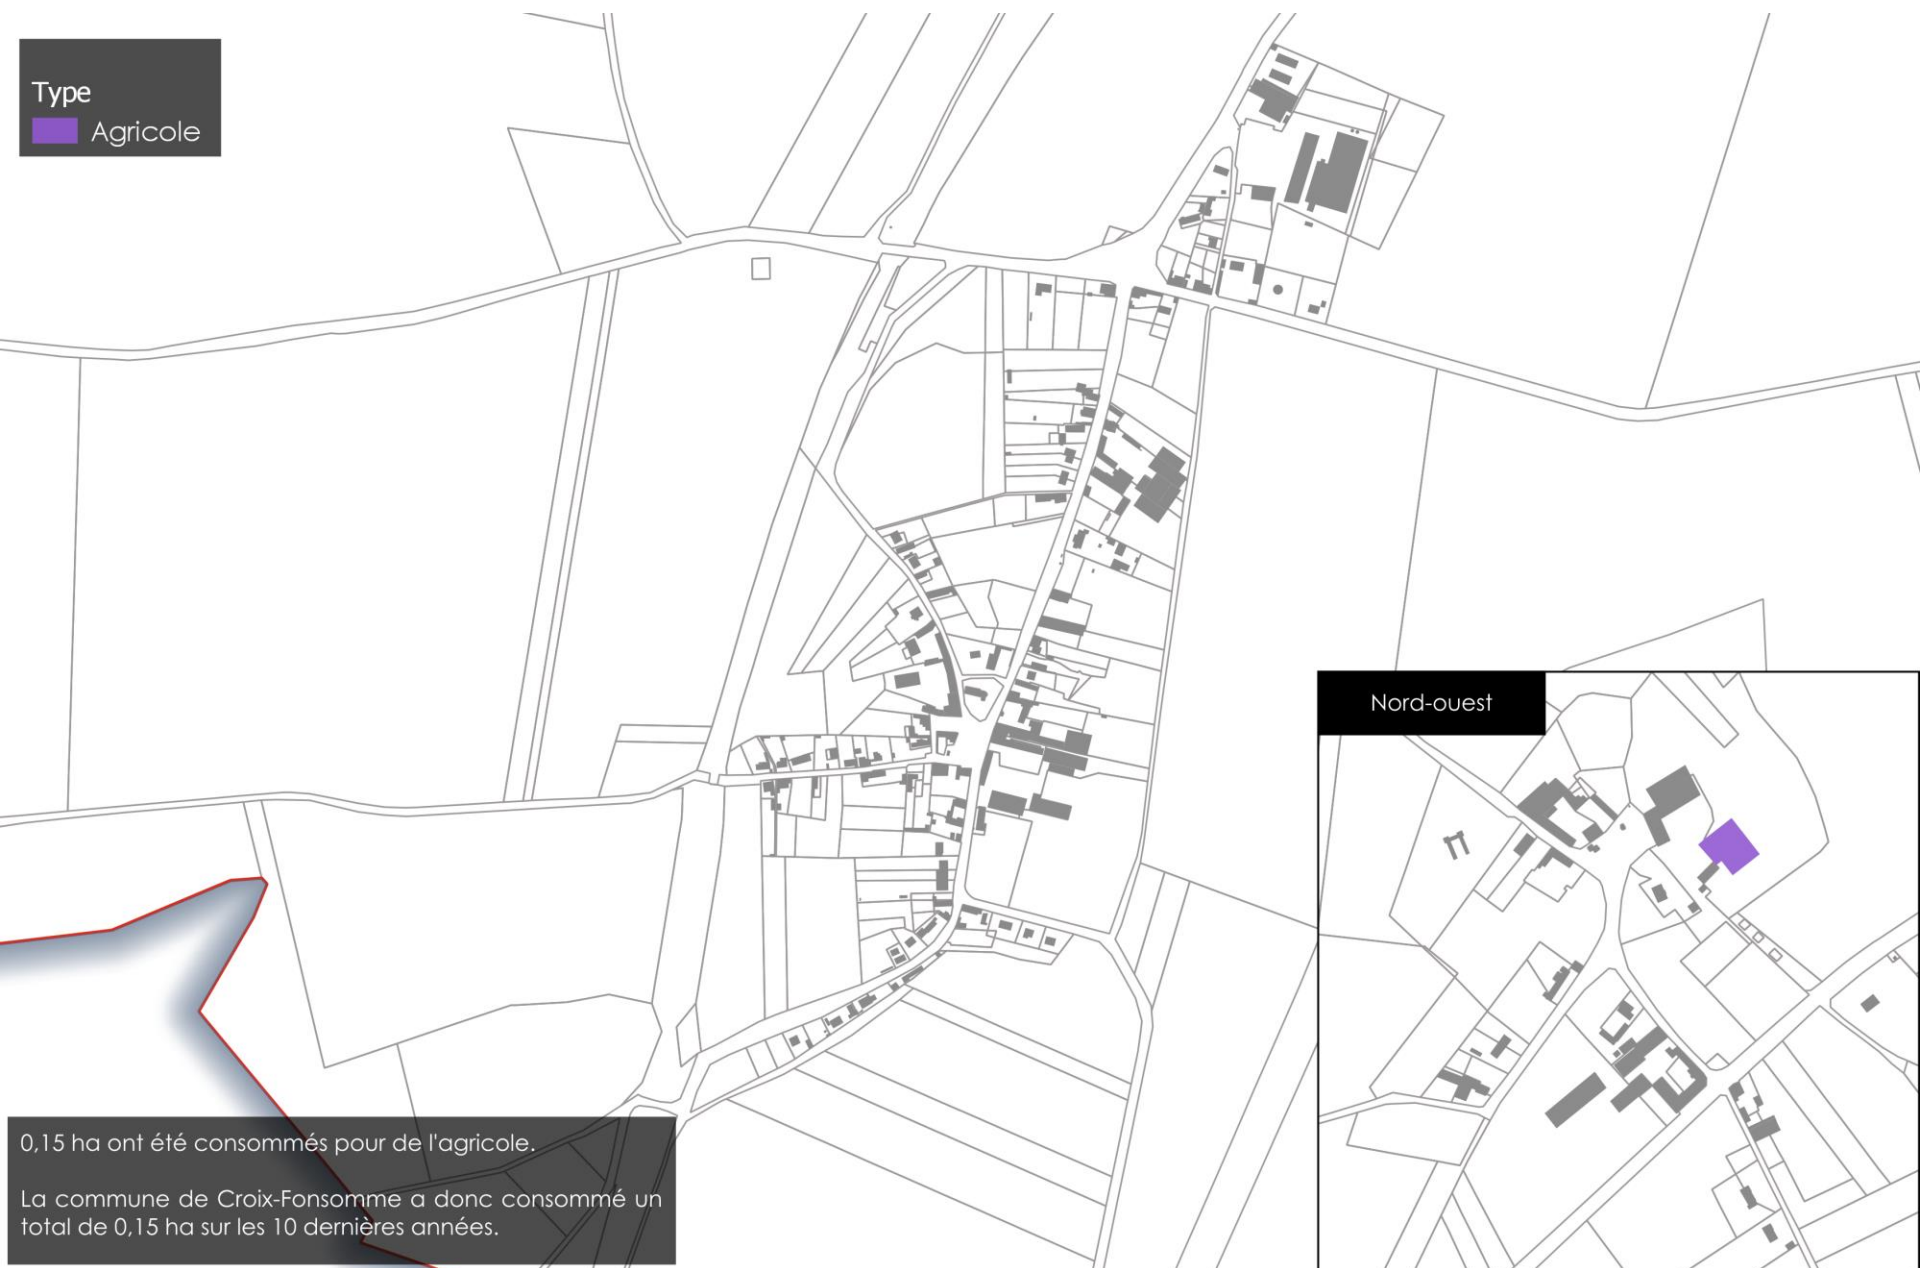 Type
Agricole
Nord-ouest
0,15 ha ont été consommés pour de l'agricole.
La commune de Croix-Fonsomme a donc consommé un
total de 0,15 ha sur les 10 dernières années.